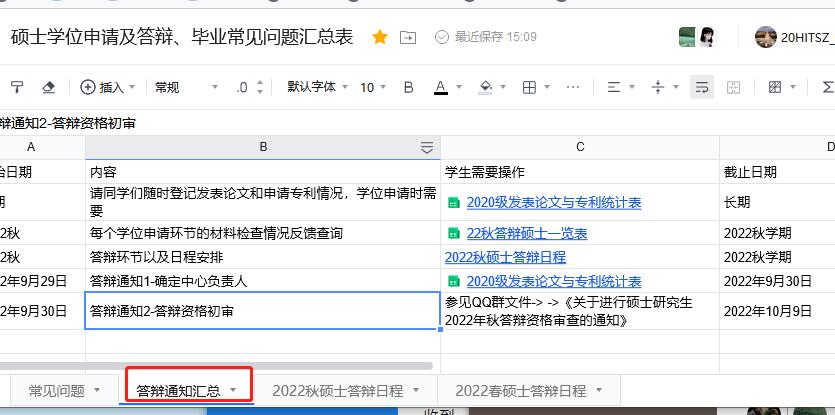 硕士学位申请及答辩、毕业常见问题汇总表 最近保存 15:09 20HITSZ_
插入 常规 .0 默认字体 10 B A
辩通知2-答辩资格初审
A B C D
始日期 内容 学生需要操作 截止日期
期 请同学们随时登记发表论文和申请专利情况，学位申请时需要 2020级发表论文与专利统计表 长期
2秋 每个学位申请环节的材料检查情况反馈查询 22秋答辩硕士一览表 2022秋学期
2秋 答辩环节以及日程安排 2022秋硕士答辩日程 2022秋学期
2年9月29日 答辩通知1-确定中心负责人 2020级发表论文与专利统计表 2022年9月30日
2年9月30日 答辩通知2-答辩资格初审 参见QQ群文件-> ->《关于进行硕士研究生 2022年10月9日
2022年秋答辩资格审查的通知》
常见问题 答辩通知汇总 2022秋硕士答辩日程 2022春硕士答辩日程